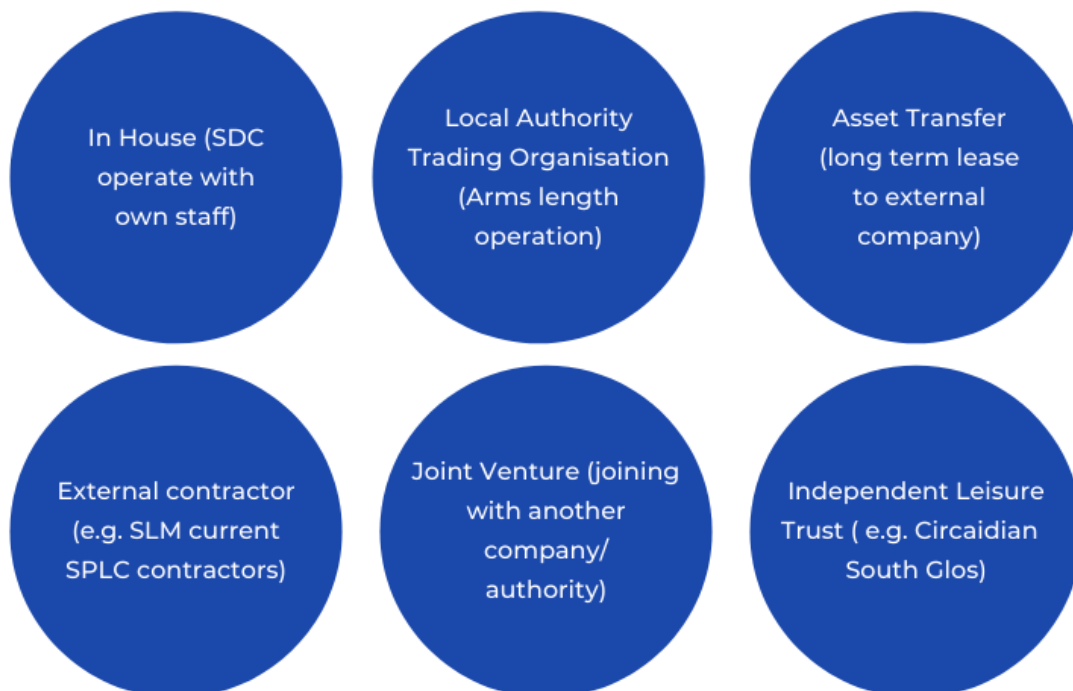 In House (SDC
operate with
own staff)
Local Authority
Trading Organisation
(Arms length
operation)
Asset Transfer
(long term lease
to external
company)
External contractor
(e.g. SLM current
SPLC contractors)
Joint Venture (joining
with another
company/
authority)
Independent Leisure
Trust ( e.g. Circaidian
South Glos)